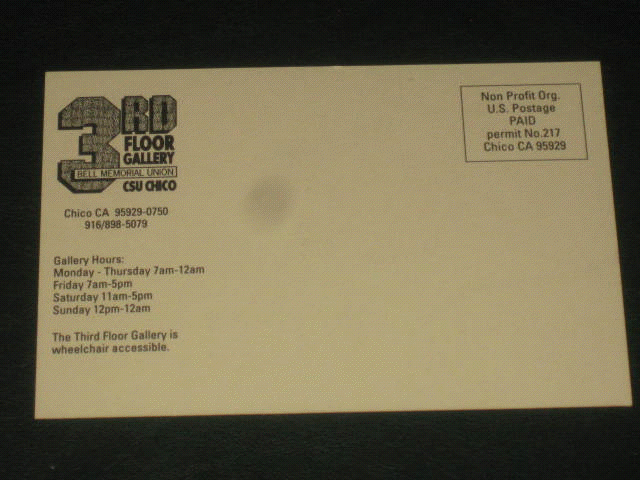 3RD
FLOOR
GALLERY
BELL MEMORIAL UNION
CSU CHICO
Chico CA 95929-0750
916/898-5079
Gallery Hours:
Monday - Thursday 7am-12am
Friday 7am-5pm
Saturday 11am-5pm
Sunday 12pm-12am
The Third Floor Gallery is
wheelchair accessible.
Non Profit Org.
U.S. Postage
PAID
permit No.217
Chico CA 95929